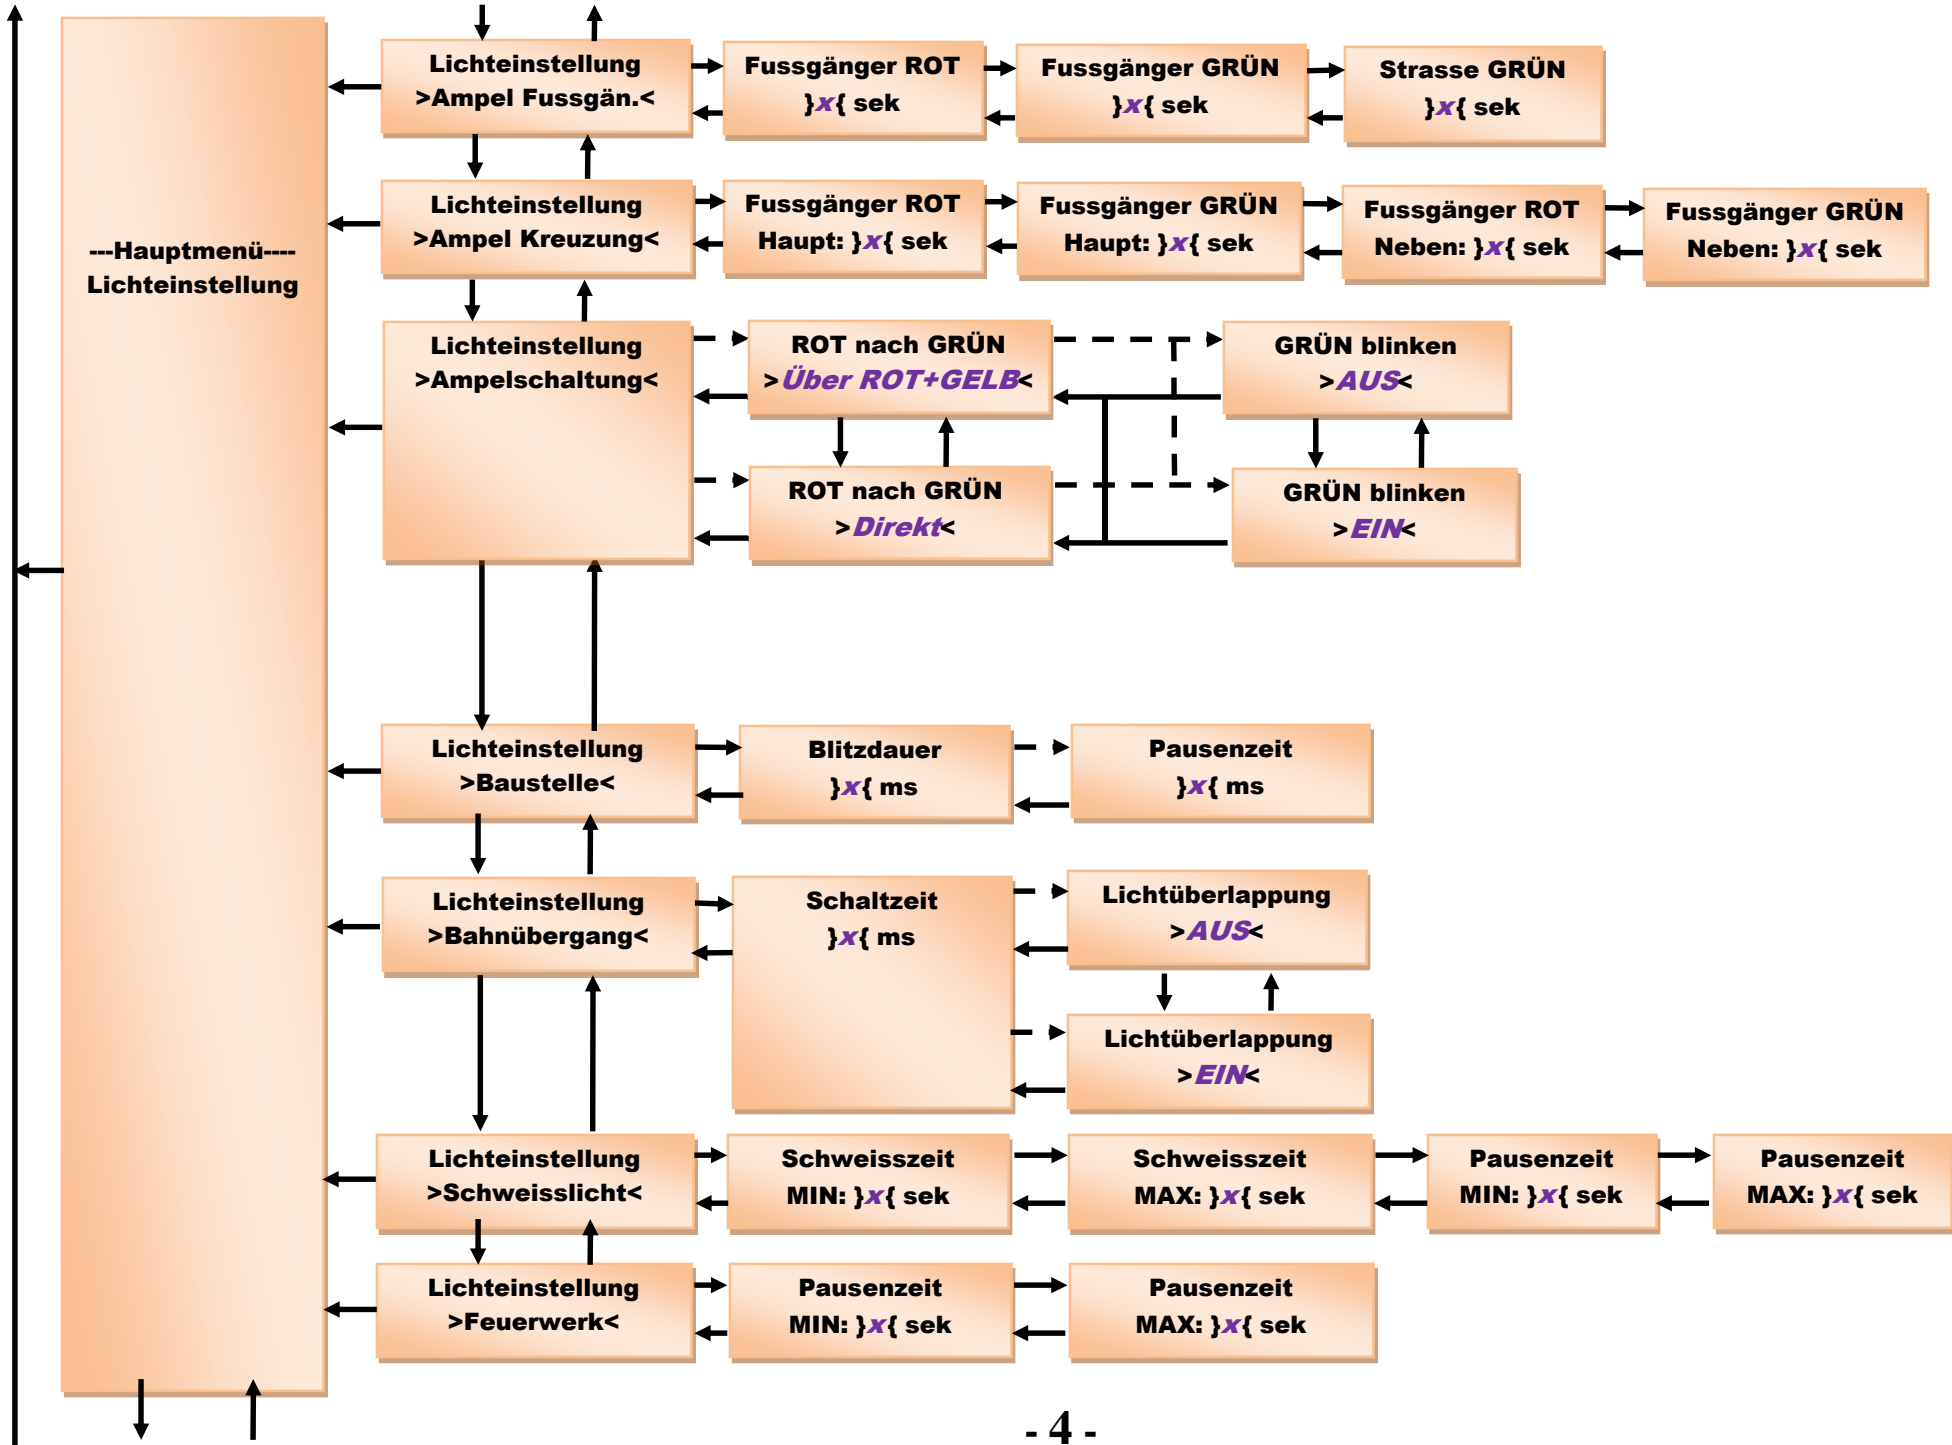 ---Hauptmenü----
Lichteinstellung
Lichteinstellung
>Ampel Fussgän.<
Fussgänger ROT
}x{ sek
Fussgänger GRÜN
}x{ sek
Strasse GRÜN
}x{ sek
Lichteinstellung
>Ampel Kreuzung<
Fussgänger ROT
Haupt: }x{ sek
Fussgänger GRÜN
Haupt: }x{ sek
Fussgänger ROT
Neben: }x{ sek
Fussgänger GRÜN
Neben: }x{ sek
Lichteinstellung
>Ampelschaltung<
ROT nach GRÜN
>Über ROT+GELB<
GRÜN blinken
>AUS<
ROT nach GRÜN
>Direkt<
GRÜN blinken
>EIN<
Lichteinstellung
>Baustelle<
Blitzdauer
}x{ ms
Pausenzeit
}x{ ms
Lichteinstellung
>Bahnübergang<
Schaltzeit
}x{ ms
Lichtüberlappung
>AUS<
Lichtüberlappung
>EIN<
Lichteinstellung
>Schweisslicht<
Schweisszeit
MIN: }x{ sek
Schweisszeit
MAX: }x{ sek
Pausenzeit
MIN: }x{ sek
Pausenzeit
MAX: }x{ sek
Lichteinstellung
>Feuerwerk<
Pausenzeit
MIN: }x{ sek
Pausenzeit
MAX: }x{ sek
- 4 -